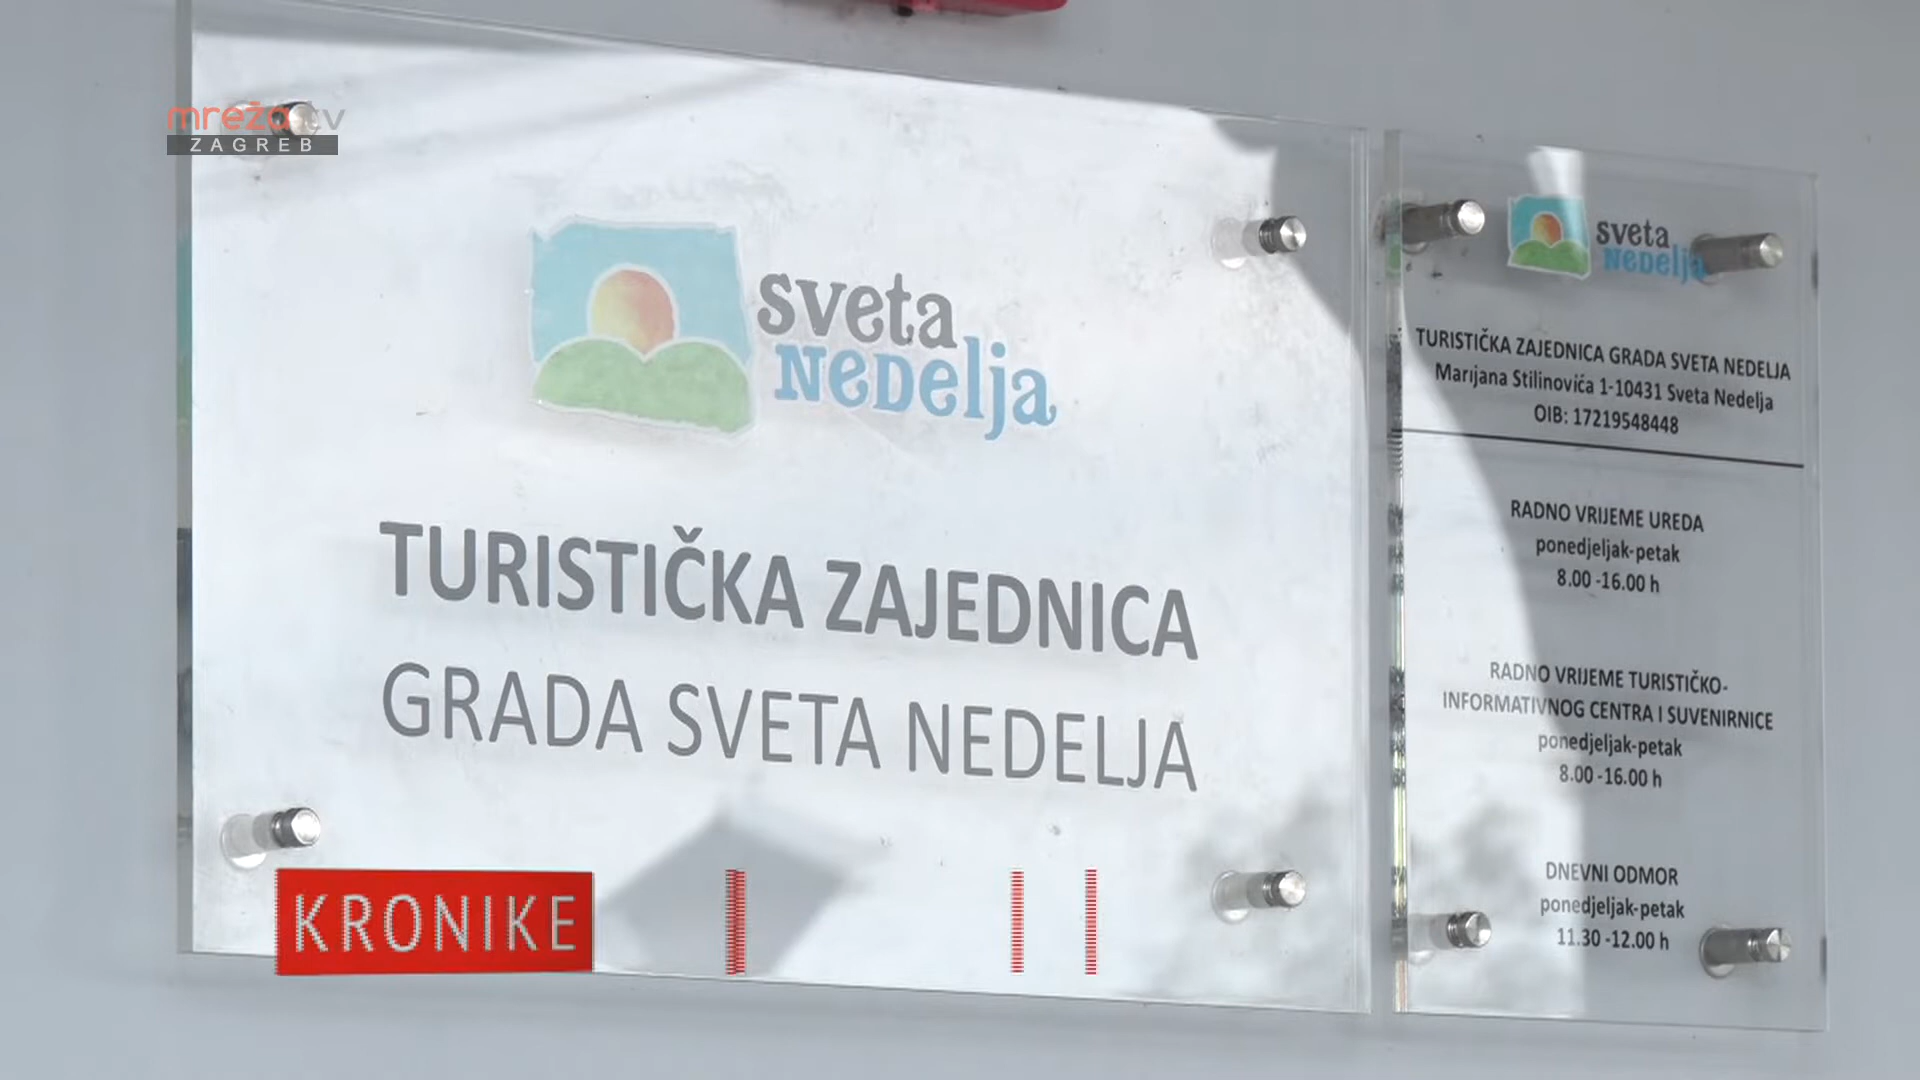 mreža tv
ZAGREB
sveta
NeDelja
TURISTIČKA ZAJEDNICA
GRADA SVETA NEDELJA
KRONIKE
sveta
NeDelja
TURISTIČKA ZAJEDNICA GRADA SVETA NEDELJA
Marijana Stilinovića 1-10431 Sveta Nedelja
OIB: 17219548448
RADNO VRIJEME UREDA
ponedjeljak-petak
8.00 -16.00 h
RADNO VRIJEME TURISTIČKO-
INFORMATIVNOG CENTRA I SUVENIRNICE
ponedjeljak-petak
8.00 -16.00 h
DNEVNI ODMOR
ponedjeljak-petak
11.30 -12.00 h